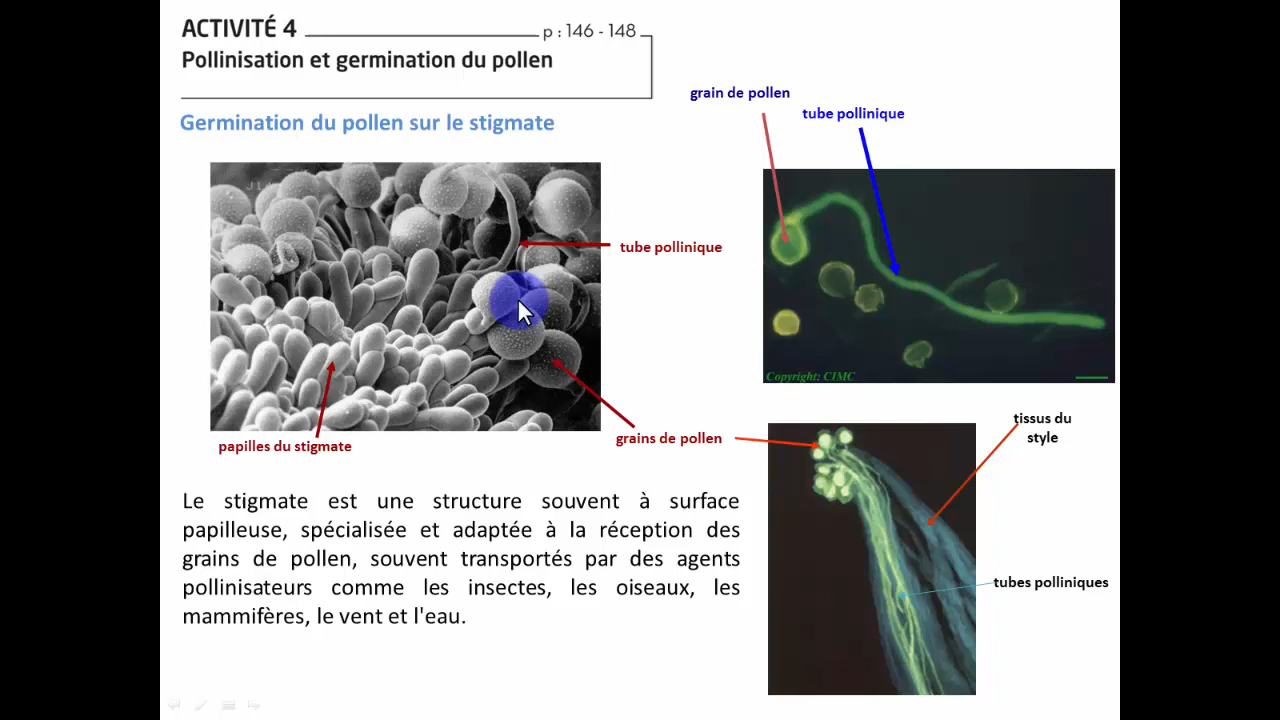 ACTIVITÉ 4
p : 146 - 148
Pollinisation et germination du pollen
Germination du pollen sur le stigmate
grain de pollen
tube pollinique
tube pollinique
papilles du stigmate
grains de pollen
Copyright: CIMC
tissus du
style
tubes polliniques
Le stigmate est une structure souvent à surface
papilleuse, spécialisée et adaptée à la réception des
grains de pollen, souvent transportés par des agents
pollinisateurs comme les insectes, les oiseaux, les
mammifères, le vent et l'eau.